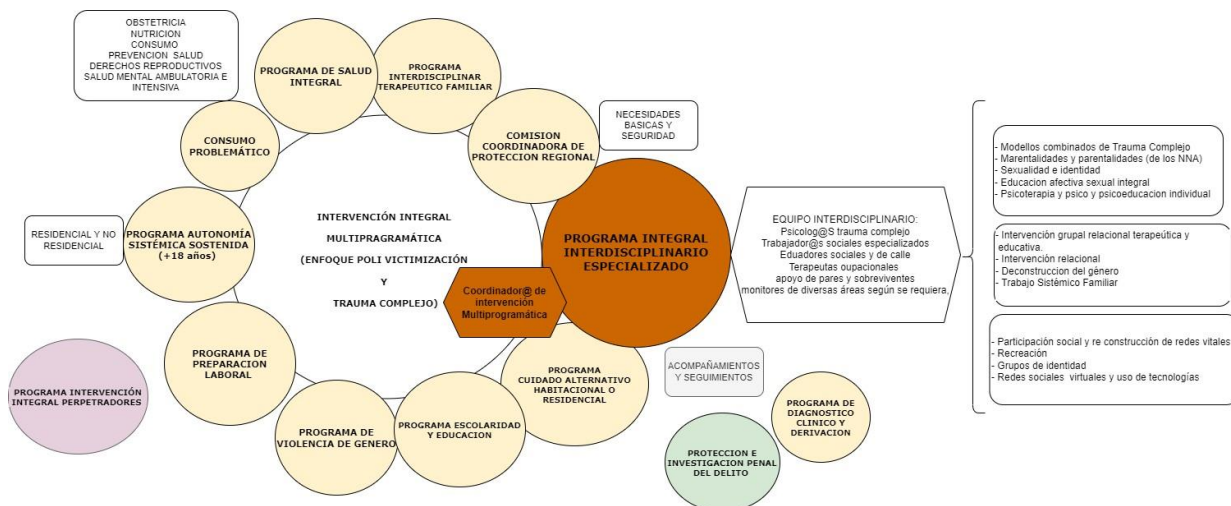 OBSTETRICIA
NUTRICION
CONSUMO
PREVENCION SALUD
DERECHOS REPRODUCTIVOS
SALUD MENTAL AMBULATORIA E
INTENSIVA
PROGRAMA DE SALUD
INTEGRAL
PROGRAMA
INTERDISCIPLINAR
TERAPEUTICO FAMILIAR
COMISION
COORDINADORA DE
PROTECCION REGIONAL
NECESIDADES
BASICAS Y
SEGURIDAD
CONSUMO
PROBLEMÁTICO
RESIDENCIAL Y NO
RESIDENCIAL
PROGRAMA AUTONOMÍA
SISTÉMICA SOSTENIDA
(+18 años)
INTERVENCIÓN INTEGRAL
MULTIPRAGRAMÁTICA
(ENFOQUE POLI VICTIMIZACIÓN
Y
TRAUMA COMPLEJO)
Coordinador@ de
intervención
Multiprogramática
PROGRAMA INTEGRAL
INTERDISCIPLINARIO
ESPECIALIZADO
EQUIPO INTERDISCIPLINARIO:
Psicolog@S trauma complejo
Trabajador@s sociales especializados
Eduadores sociales y de calle
Terapeutas oupacionales
apoyo de pares y sobreviventes
monitores de diversas áreas según se requiera,
- Modellos combinados de Trauma Complejo
- Marentalidades y parentalidades (de los NNA)
- Sexualidad e identidad
- Educacion afectiva sexual integral
- Psicoterapia y psico y psicoeducacion individual
- Intervención grupal relacional terapéutica y
educativa.
- Intervención relacional
- Deconstruccion del género
- Trabajo Sistémico Familiar
- Participación social y re construcción de redes vitales
- Recreación
- Grupos de identidad
- Redes sociales virtuales y uso de tecnologías
PROGRAMA DE
PREPARACION
LABORAL
PROGRAMA INTERVENCIÓN
INTEGRAL PERPETRADORES
PROGRAMA DE
VIOLENCIA DE GENERO
PROGRAMA ESCOLARIDAD
Y EDUCACION
PROGRAMA
CUIDADO ALTERNATIVO
HABITACIONAL O
RESIDENCIAL
ACOMPAÑAMIENTOS
Y SEGUIMIENTOS
PROGRAMA DE
DIAGNOSTICO
CLINICO Y
DERIVACION
PROTECCION E
INVESTIGACION PENAL
DEL DELITO